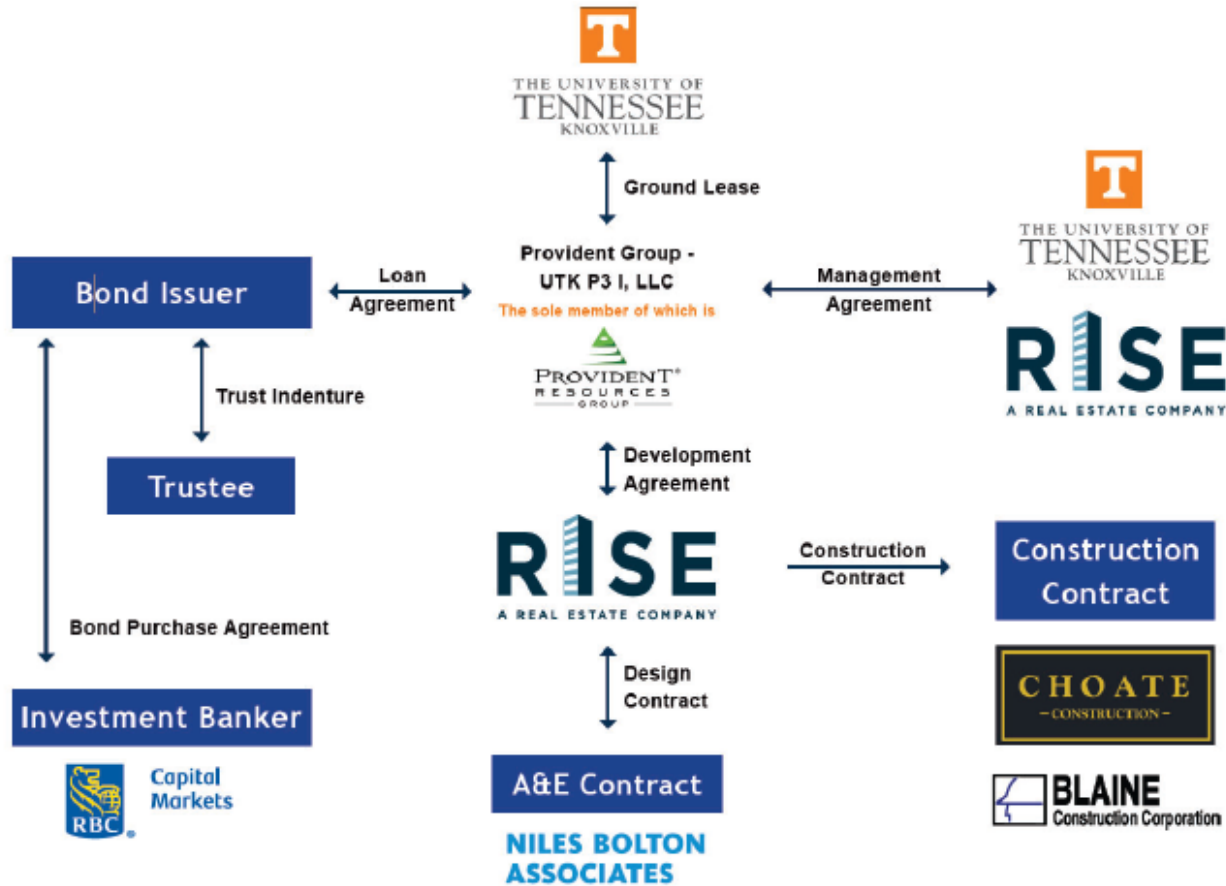 T
THE UNIVERSITY OF
TENNESSEE
KNOXVILLE
Ground Lease
T
THE UNIVERSITY OF
TENNESSEE
KNOXVILLE
Bond Issuer
Loan
Agreement
Provident Group -
UTK P3 I, LLC
The sole member of which is
PROVIDENT®
RESOURCES
GROUP
Management
Agreement
RISE
A REAL ESTATE COMPANY
Trust Indenture
Trustee
Development
Agreement
RISE
A REAL ESTATE COMPANY
Construction
Contract
Construction
Contract
Bond Purchase Agreement
Design
Contract
CHOATE
-CONSTRUCTION-
Investment Banker
RBC®
Capital
Markets
A&E Contract
NILES BOLTON
ASSOCIATES
BLAINE
Construction Corporation